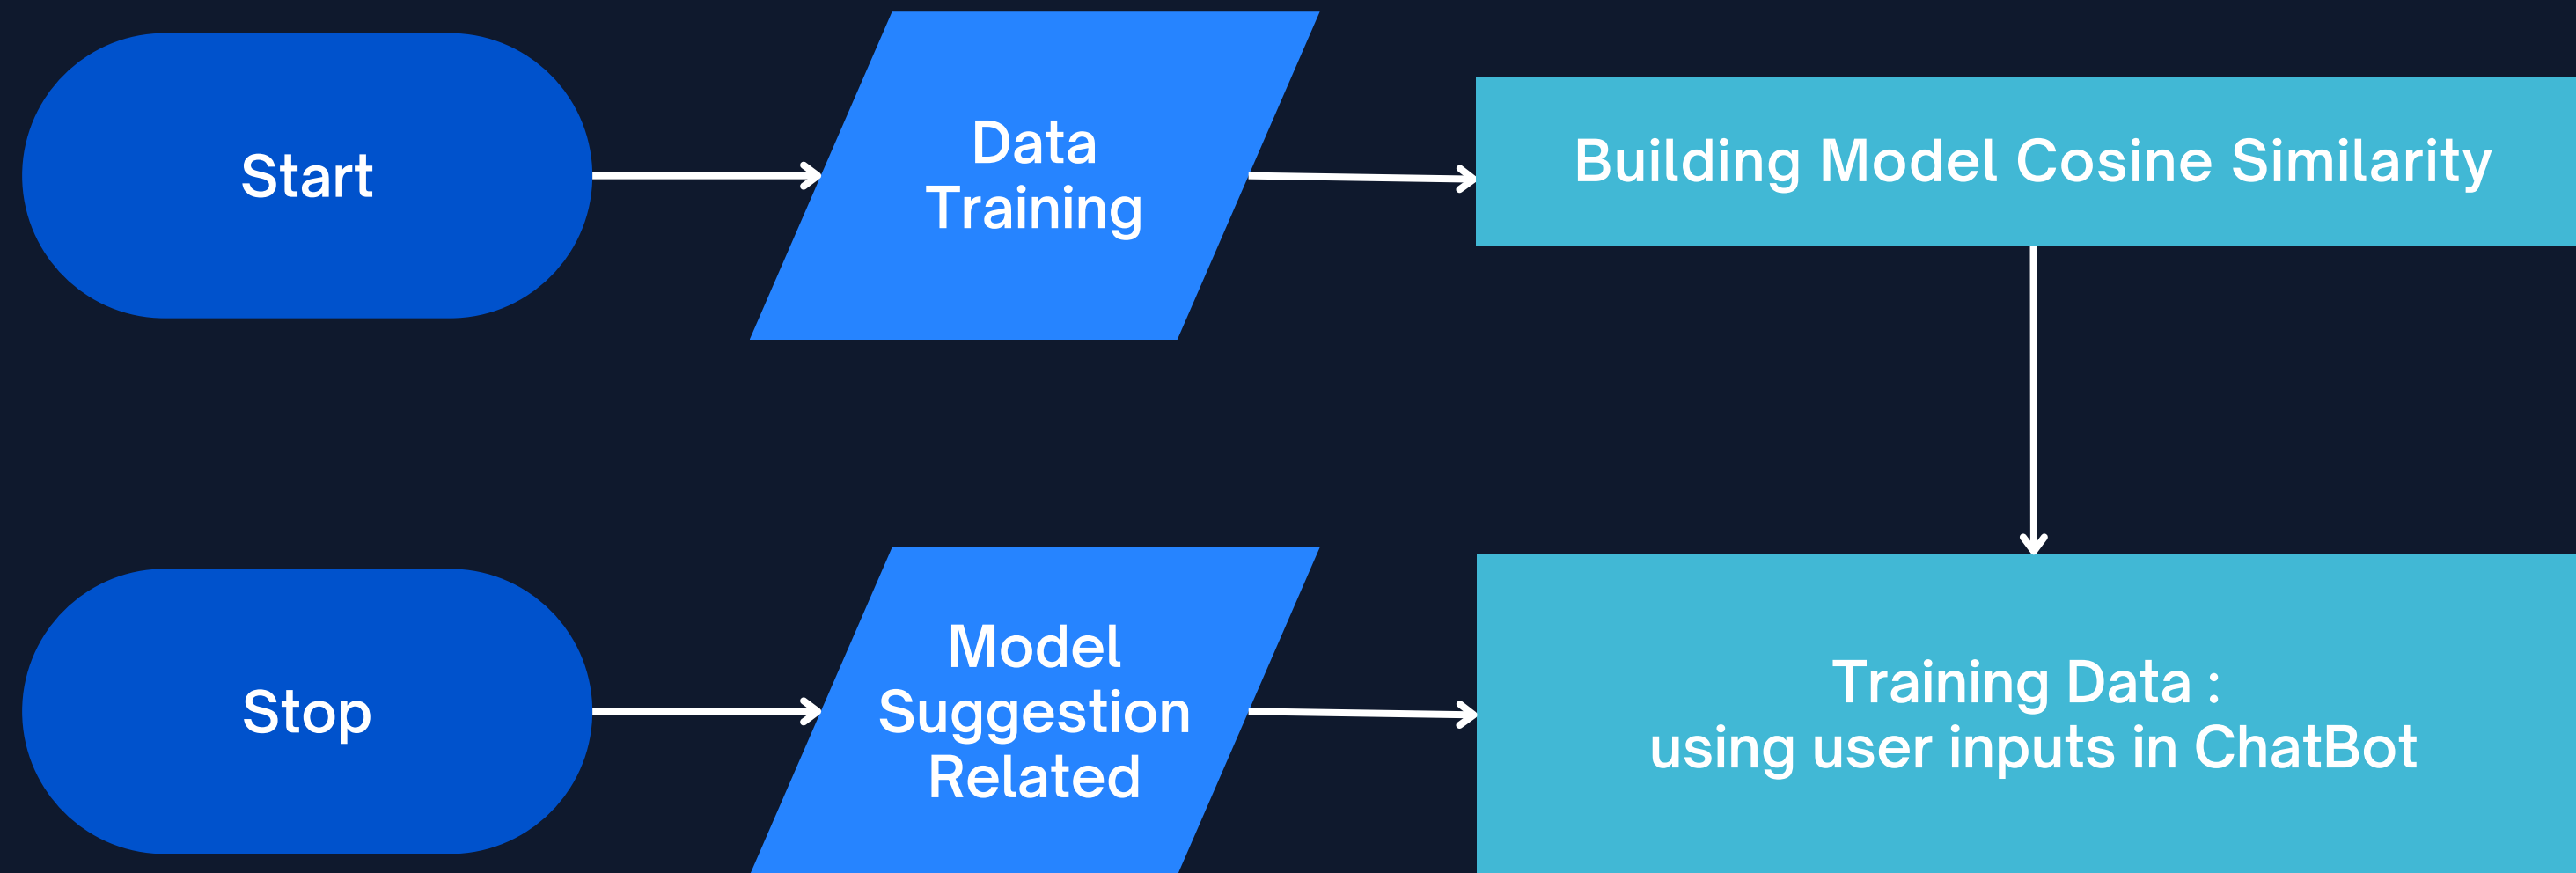 Start
Data
Training
Building Model Cosine Similarity
Stop
Model
Suggestion
Related
Training Data :
using user inputs in ChatBot